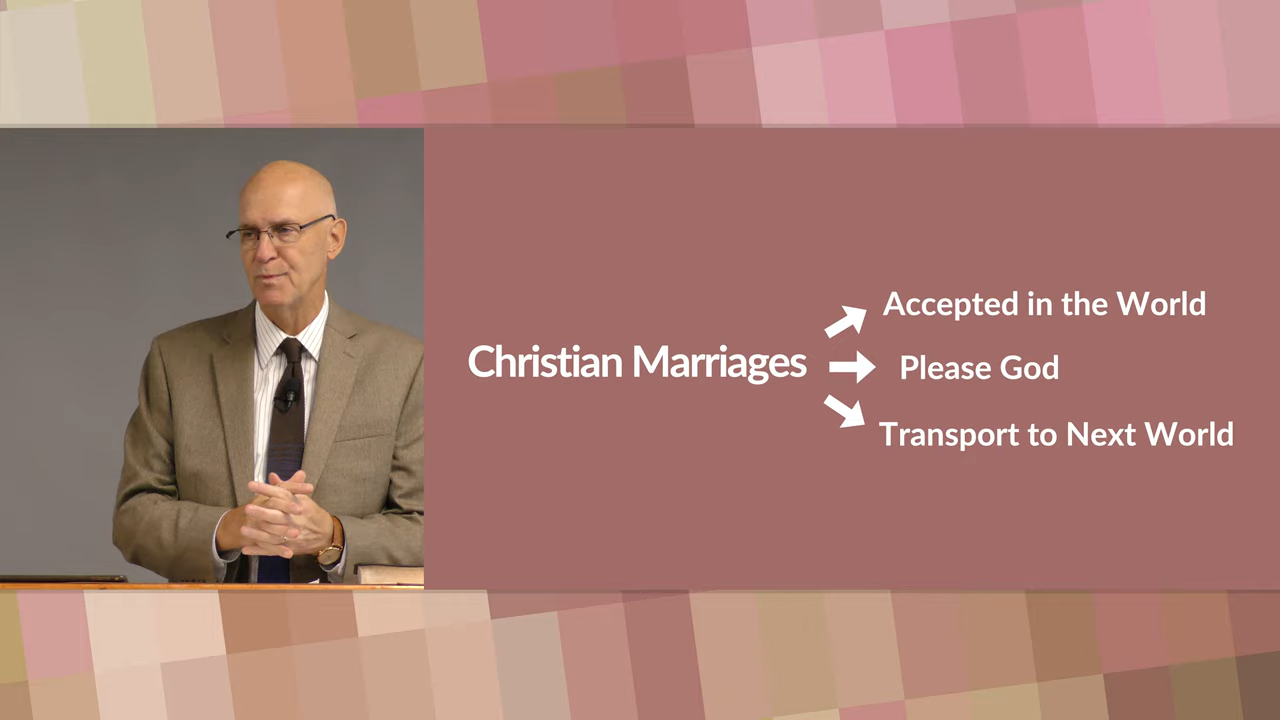 Christian Marriages
Accepted in the World
Please God
Transport to Next World